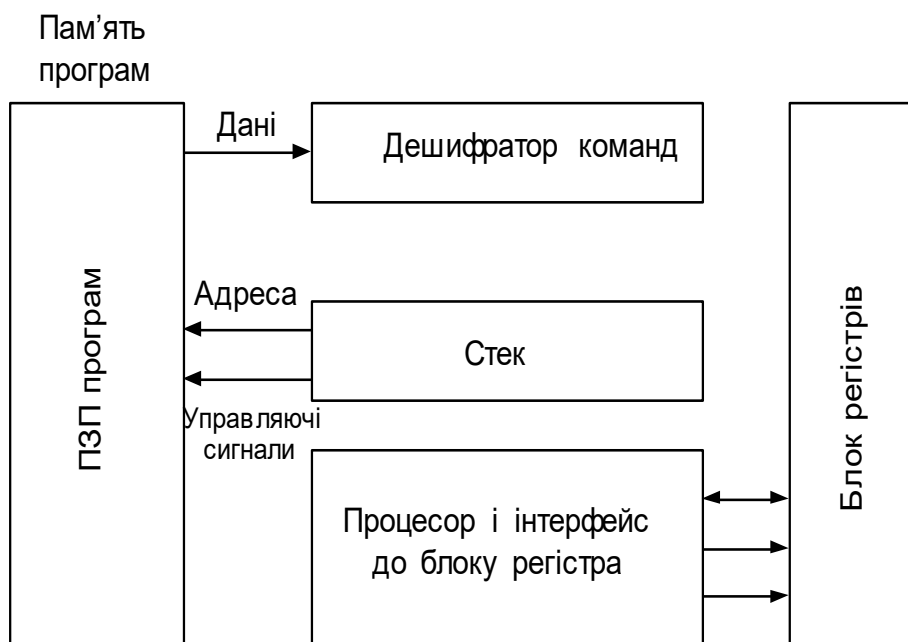 Пам’ять
програм
Дані
Дешифратор команд
ПЗП програм
Адреса
Стек
Управляючі
сигнали
Процесор і інтерфейс
до блоку регістра
Блок регістрів